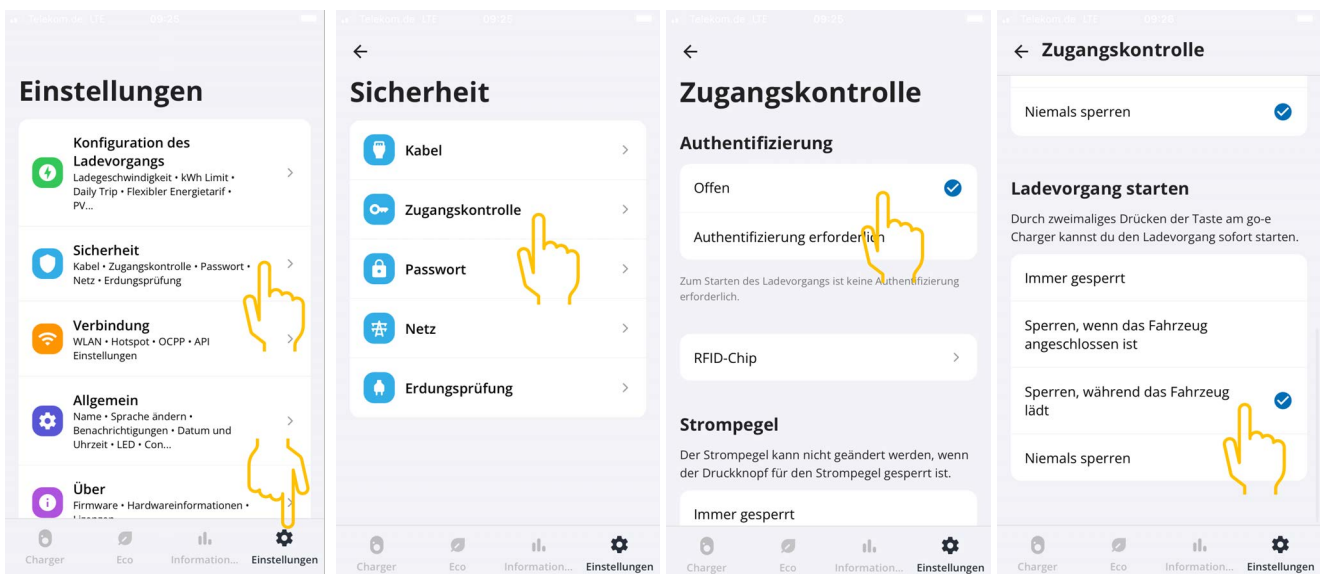 Telekom.de LTE 09:25
Einstellungen
Konfiguration des
Ladevorgangs
Ladegeschwindigkeit • kWh Limit •
Daily Trip • Flexibler Energietarif •
PV...
Sicherheit
Kabel • Zugangskontrolle • Passwort •
Netz • Erdungsprüfung
Verbindung
WLAN • Hotspot • OCPP • API
Einstellungen
Allgemein
Name • Sprache ändern •
Benachrichtigungen • Datum und
Uhrzeit • LED • Con...
Über
Firmware • Hardwareinformationen •
Charger
Eco
Information...
Einstellungen
Telekom.de LTE 09:25
Sicherheit
Kabel
Zugangskontrolle
Passwort
Netz
Erdungsprüfung
Charger
Eco
Information...
Einstellungen
Telekom.de LTE 09:25
Zugangskontrolle
Authentifizierung
Offen
Authentifizierung erforderlich
Zum Starten des Ladevorgangs ist keine Authentifizierung
erforderlich.
RFID-Chip
Strompegel
Der Strompegel kann nicht geändert werden, wenn
der Druckknopf für den Strompegel gesperrt ist.
Immer gesperrt
Charger
Eco
Information...
Einstellungen
Telekom.de LTE 09:26
Zugangskontrolle
Niemals sperren
Ladevorgang starten
Durch zweimaliges Drücken der Taste am go-e
Charger kannst du den Ladevorgang sofort starten.
Immer gesperrt
Sperren, wenn das Fahrzeug
angeschlossen ist
Sperren, während das Fahrzeug
lädt
Niemals sperren
Charger
Eco
Information...
Einstellungen